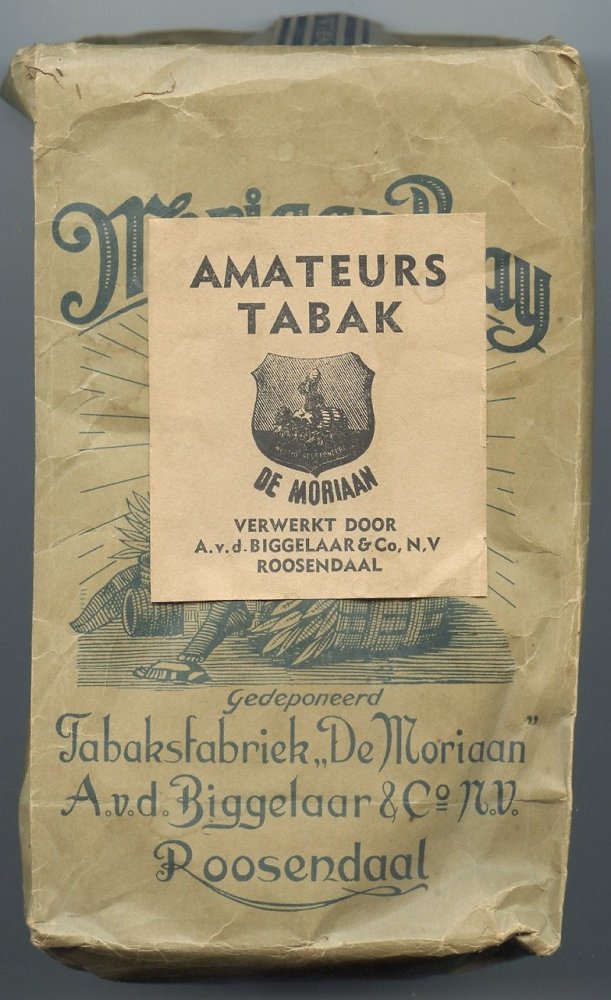 AMATEURS
TABAK
DE MORIAAN
VERWERKT DOOR
A.v.d-BIGGELAAR & Co, N,V
ROOSENDAAL
Gedeponeerd
Tabaksfabriek „De Moriaan”
A.v.d. Biggelaar & Co N.V.
Roosendaal